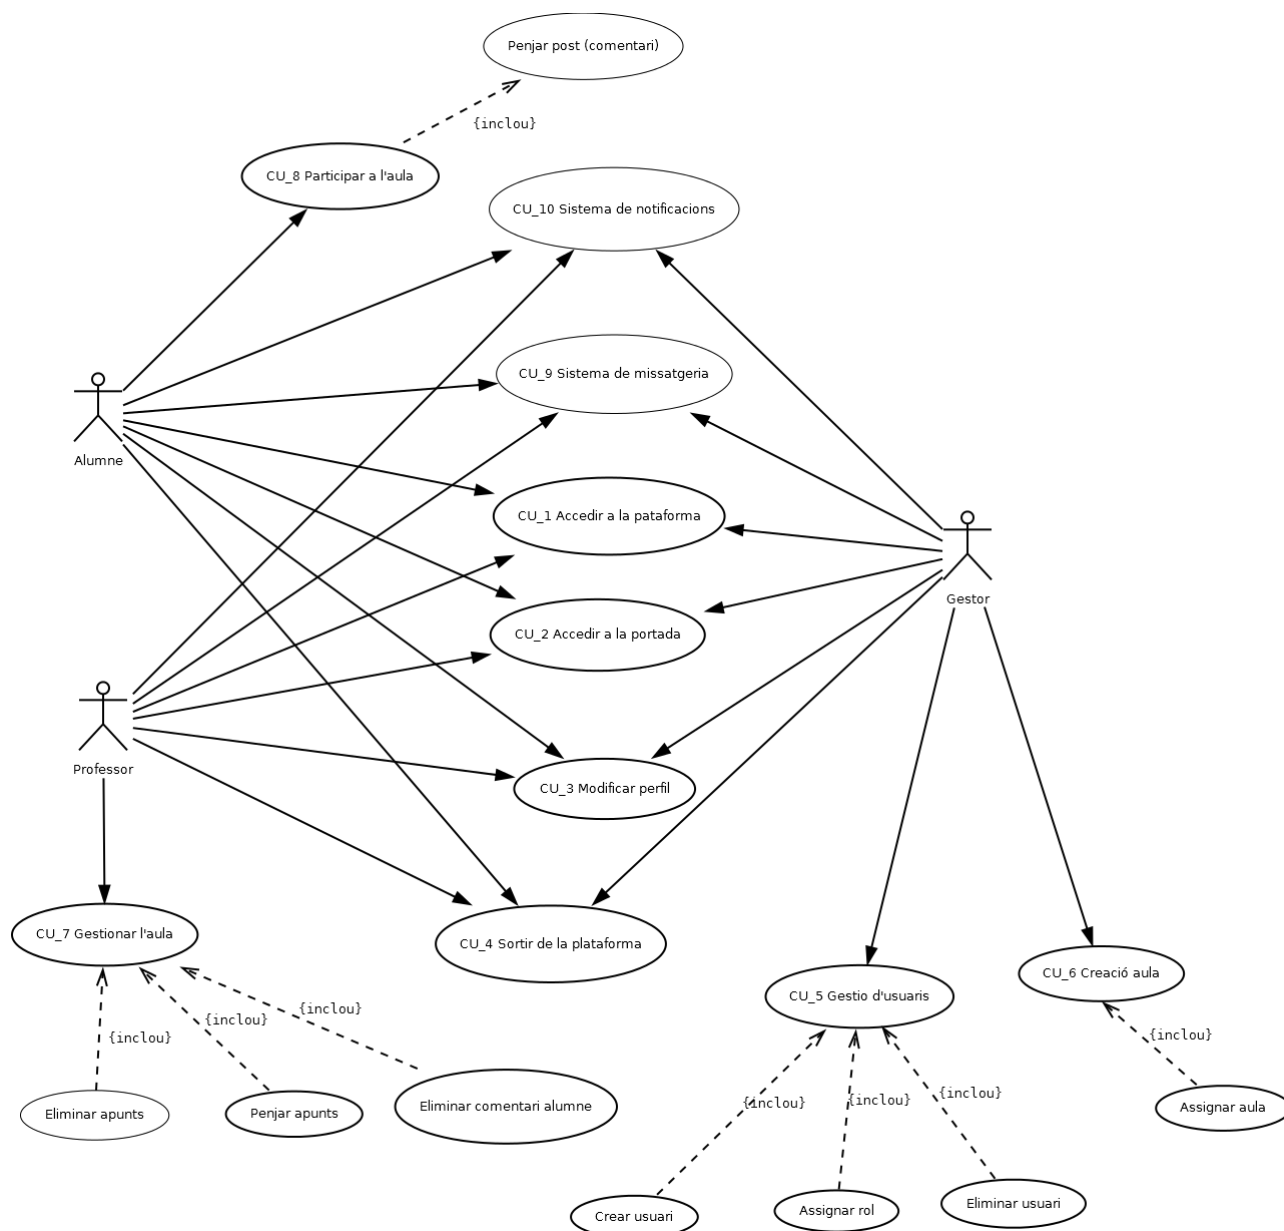 Penjar post (comentari)
{inclou}
CU_8 Participar a l'aula
CU_10 Sistema de notificacions
CU_9 Sistema de missatgeria
Alumne
CU_1 Accedir a la pataforma
Gestor
CU_2 Accedir a la portada
Professor
CU_3 Modificar perfil
CU_7 Gestionar l'aula
CU_4 Sortir de la plataforma
CU_6 Creació aula
CU_5 Gestio d'usuaris
{inclou}
{inclou}
{inclou}
{inclou}
Eliminar apunts
Penjar apunts
Eliminar comentari alumne
{inclou}
{inclou}
{inclou}
Assignar aula
Crear usuari
Assignar rol
Eliminar usuari